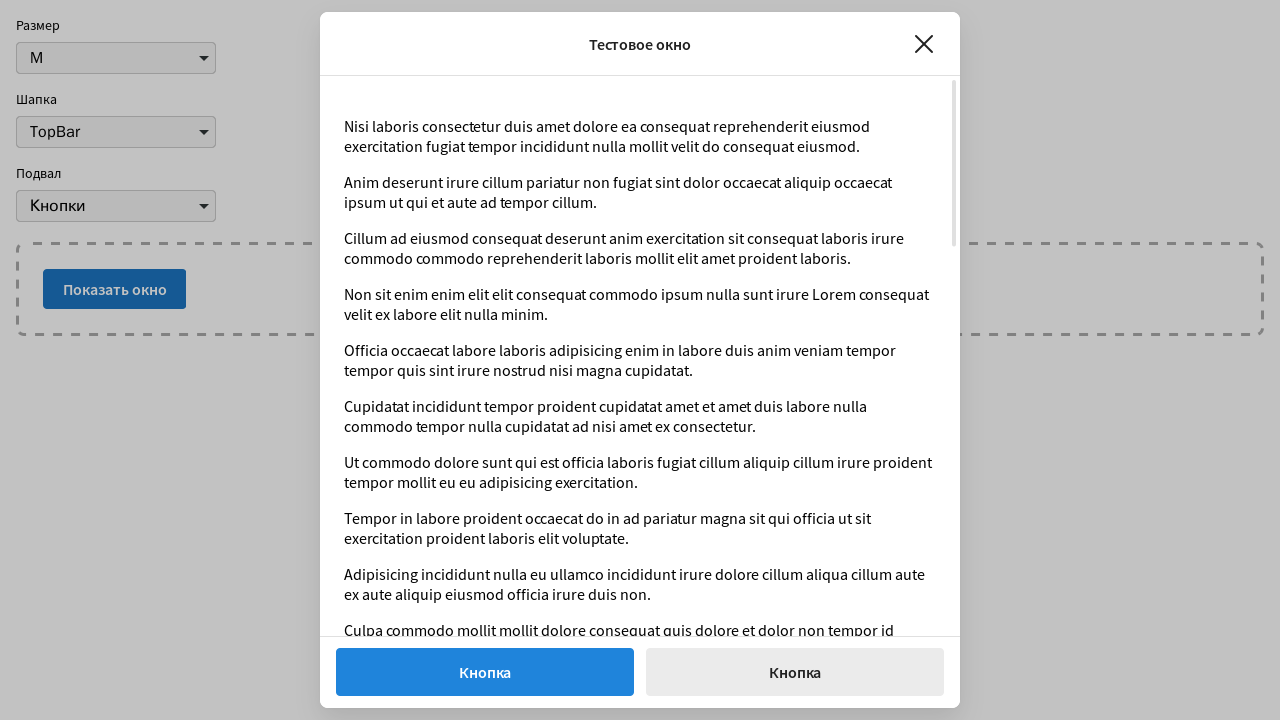 Размер
M
Шапка
TopBar
Подвал
Кнопки
Показать окно
Тестовое окно
Nisi laboris consectetur duis amet dolore ea consequat reprehenderit eiusmod
exercitation fugiat tempor incididunt nulla mollit velit do consequat eiusmod.
Anim deserunt irure cillum pariatur non fugiat sint dolor occaecat aliquip occaecat
ipsum ut qui et aute ad tempor cillum.
Cillum ad eiusmod consequat deserunt anim exercitation sit consequat laboris irure
commodo commodo reprehenderit laboris mollit elit amet proident laboris.
Non sit enim enim elit elit consequat commodo ipsum nulla sunt irure Lorem consequat
velit ex labore elit nulla minim.
Officia occaecat labore laboris adipisicing enim in labore duis anim veniam tempor
tempor quis sint irure nostrud nisi magna cupidatat.
Cupidatat incididunt tempor proident cupidatat amet et amet duis labore nulla
commodo tempor nulla cupidatat ad nisi amet ex consectetur.
Ut commodo dolore sunt qui est officia laboris fugiat cillum aliquip cillum irure proident
tempor mollit eu eu adipisicing exercitation.
Tempor in labore proident occaecat do in ad pariatur magna sit qui officia ut sit
exercitation proident laboris elit voluptate.
Adipisicing incididunt nulla eu ullamco incididunt irure dolore cillum aliqua cillum aute
ex aute aliquip eiusmod officia irure duis non.
Culpa commodo mollit mollit dolore consequat quis dolore et dolor non tempor id
Кнопка
Кнопка